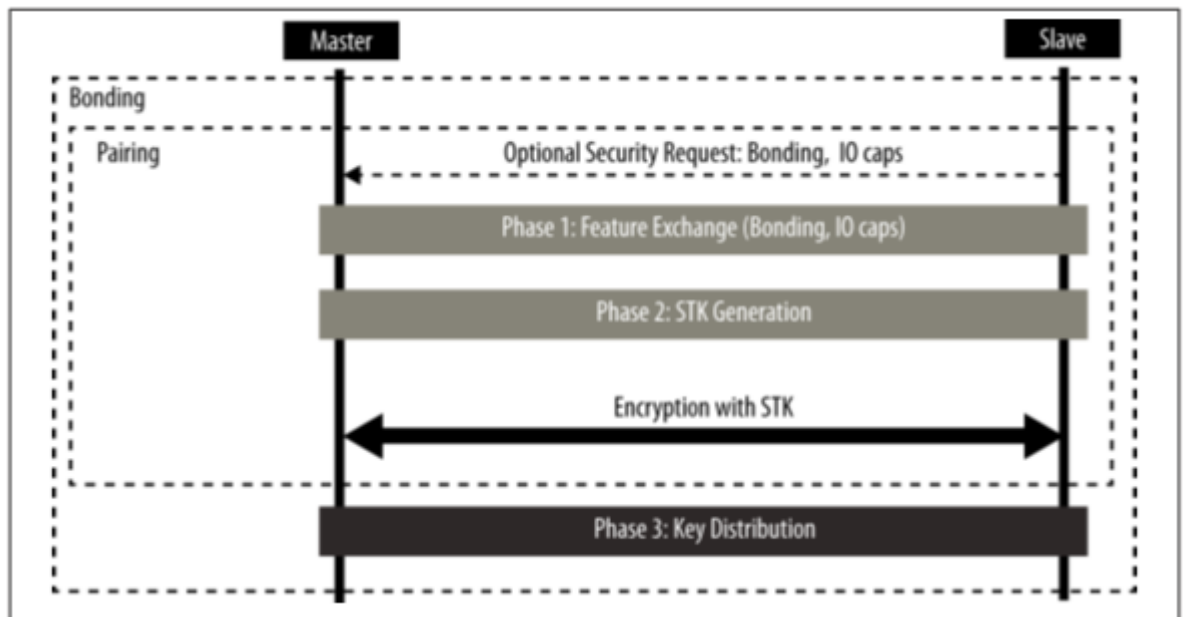 Master
Slave
Bonding
Pairing
Optional Security Request: Bonding, IO caps
Phase 1: Feature Exchange (Bonding, IO caps)
Phase 2: STK Generation
Encryption with STK
Phase 3: Key Distribution